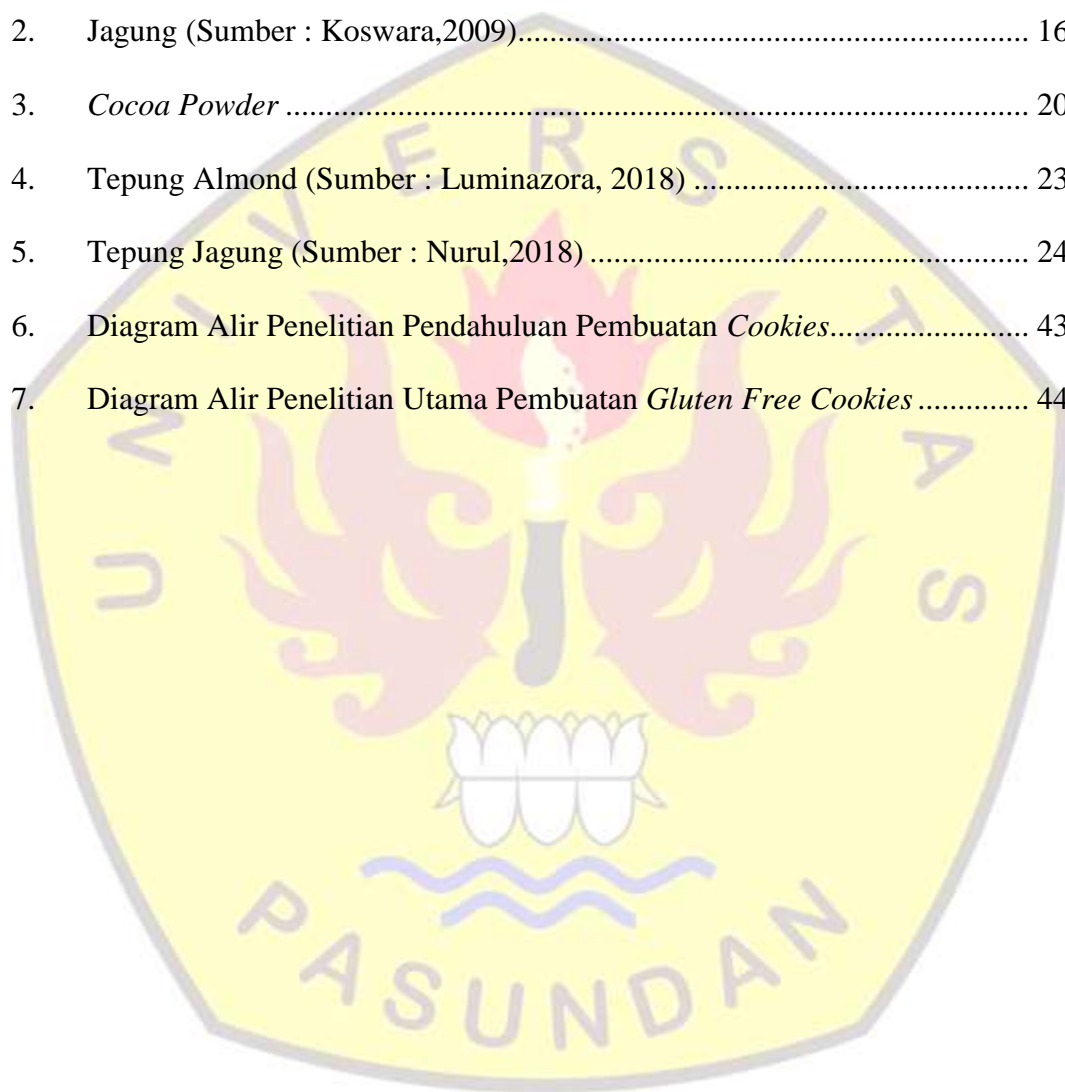 2. Jagung (Sumber : Koswara,2009)............................................................................ 16
3. Cocoa Powder ........................................................................................................ 20
4. Tepung Almond (Sumber : Luminazora, 2018) ................................................ 23
5. Tepung Jagung (Sumber : Nurul,2018) .............................................................. 24
6. Diagram Alir Penelitian Pendahuluan Pembuatan Cookies............................ 43
7. Diagram Alir Penelitian Utama Pembuatan Gluten Free Cookies .............. 44
UNIVERSITAS
PASUNDAN